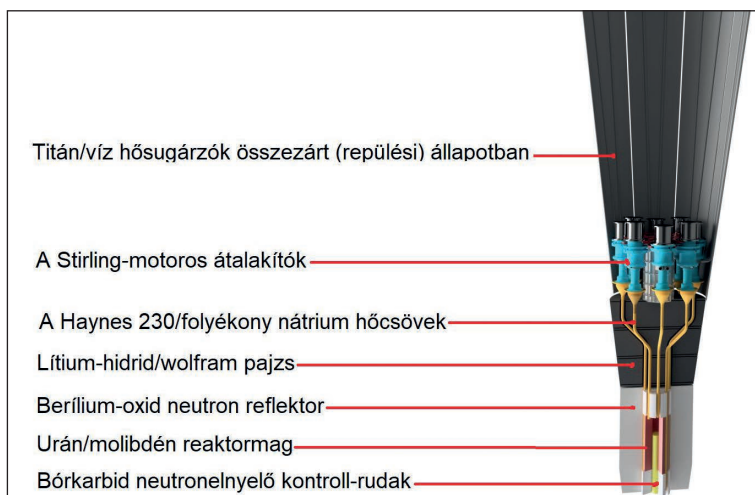 Titán/víz hősugárzók összezárt (repülési) állapotban
A Stirling-motoros átalakítók
A Haynes 230/folyékony nátrium hőcsövek
Lítium-hidrid/wolfram pajzs
Berílium-oxid neutron reflektor
Urán/molibdén reaktormag
Bórkarbid neutronelnyelő kontroll-rudak